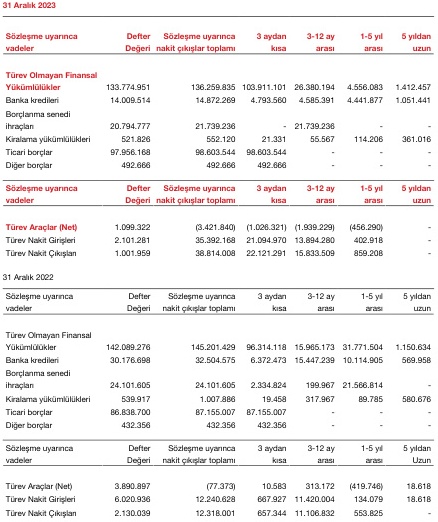 31 Aralık 2023
Sözleşme uyarınca Defter Sözleşme uyarınca 3 aydan 3-12 ay 1-5 yıl 5 yıldan
vadeler Değeri nakit çıkışlar toplamı kısa arası arası uzun
Türev Olmayan Finansal
Yükümlülükler 133.774.951 136.259.835 103.911.101 26.380.194 4.556.083 1.412.457
Banka kredileri 14.009.514 14.872.269 4.793.560 4.585.391 4.441.877 1.051.441
Borçlanma senedi
ihraçları 20.794.777 21.739.236 - 21.739.236 - -
Kiralama yükümlülükleri 521.826 552.120 21.331 55.567 114.206 361.016
Ticari borçlar 97.956.168 98.603.544 98.603.544 - - -
Diğer borçlar 492.666 492.666 492.666 - - -
Sözleşme uyarınca Defter Sözleşme uyarınca 3 aydan 3-12 ay 1-5 yıl 5 yıldan
vadeler Değeri nakit çıkışlar toplamı kısa arası arası uzun
Türev Araçlar (Net) 1.099.322 (3.421.840) (1.026.321) (1.939.229) (456.290) -
Türev Nakit Girişleri 2.101.281 35.392.168 21.094.970 13.894.280 402.918 -
Türev Nakit Çıkışları 1.001.959 38.814.008 22.121.291 15.833.509 859.208 -
31 Aralık 2022
Sözleşme uyarınca Defter Sözleşme uyarınca 3 aydan 3-12 ay 1-5 yıl 5 yıldan
vadeler Değeri nakit çıkışlar toplamı kısa arası arası uzun
Türev Olmayan Finansal
Yükümlülükler 142.089.276 145.201.429 96.314.118 15.965.173 31.771.504 1.150.634
Banka kredileri 30.176.698 32.504.575 6.372.473 15.447.239 10.114.905 569.958
Borçlanma senedi
ihraçları 24.101.605 24.101.605 2.334.824 199.967 21.566.814 -
Kiralama yükümlülükleri 539.917 1.007.886 19.458 317.967 89.785 580.676
Ticari borçlar 86.838.700 87.155.007 87.155.007 - - -
Diğer borçlar 432.356 432.356 432.356 - - -
Sözleşme uyarınca Defter Sözleşme uyarınca 3 aydan 3-12 ay 1-5 yıl 5 yıldan
vadeler Değeri nakit çıkışlar toplamı kısa arası arası Uzun
Türev Araçlar (Net) 3.890.897 (77.373) 10.583 313.172 (419.746) 18.618
Türev Nakit Girişleri 6.020.936 12.240.628 667.927 11.420.004 134.079 18.618
Türev Nakit Çıkışları 2.130.039 12.318.001 657.344 11.106.832 553.825 -